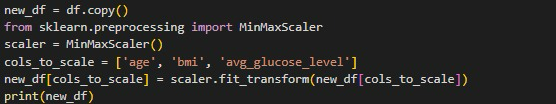 new_df = df.copy()
from sklearn.preprocessing import MinMaxScaler
scaler = MinMaxScaler()
cols_to_scale = ['age', 'bmi', 'avg_glucose_level']
new_df[cols_to_scale] = scaler.fit_transform(new_df[cols_to_scale])
print(new_df)